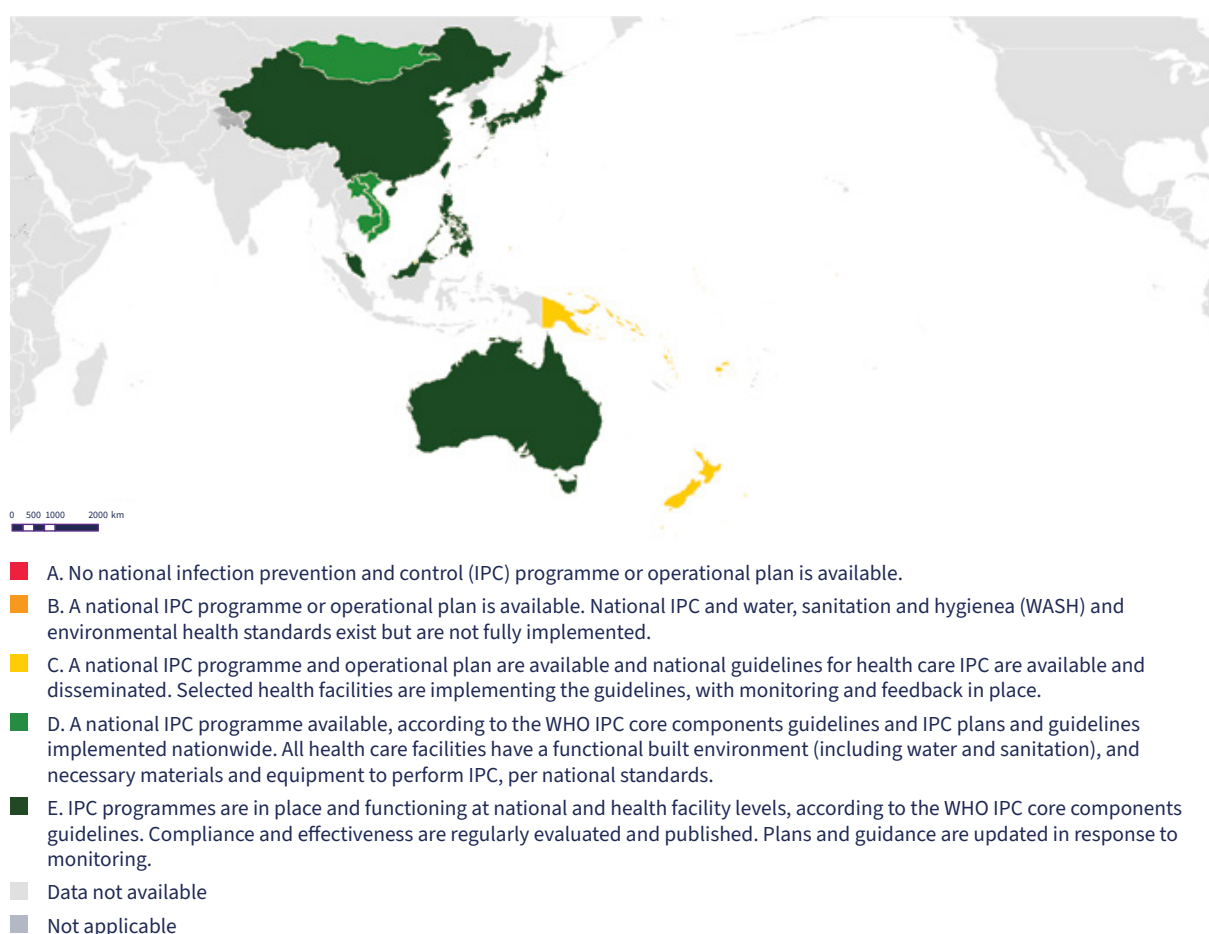 0 500 1000 2000 km
A. No national infection prevention and control (IPC) programme or operational plan is available.
B. A national IPC programme or operational plan is available. National IPC and water, sanitation and hygienea (WASH) and
environmental health standards exist but are not fully implemented.
C. A national IPC programme and operational plan are available and national guidelines for health care IPC are available and
disseminated. Selected health facilities are implementing the guidelines, with monitoring and feedback in place.
D. A national IPC programme available, according to the WHO IPC core components guidelines and IPC plans and guidelines
implemented nationwide. All health care facilities have a functional built environment (including water and sanitation), and
necessary materials and equipment to perform IPC, per national standards.
E. IPC programmes are in place and functioning at national and health facility levels, according to the WHO IPC core components
guidelines. Compliance and effectiveness are regularly evaluated and published. Plans and guidance are updated in response to
monitoring.
Data not available
Not applicable